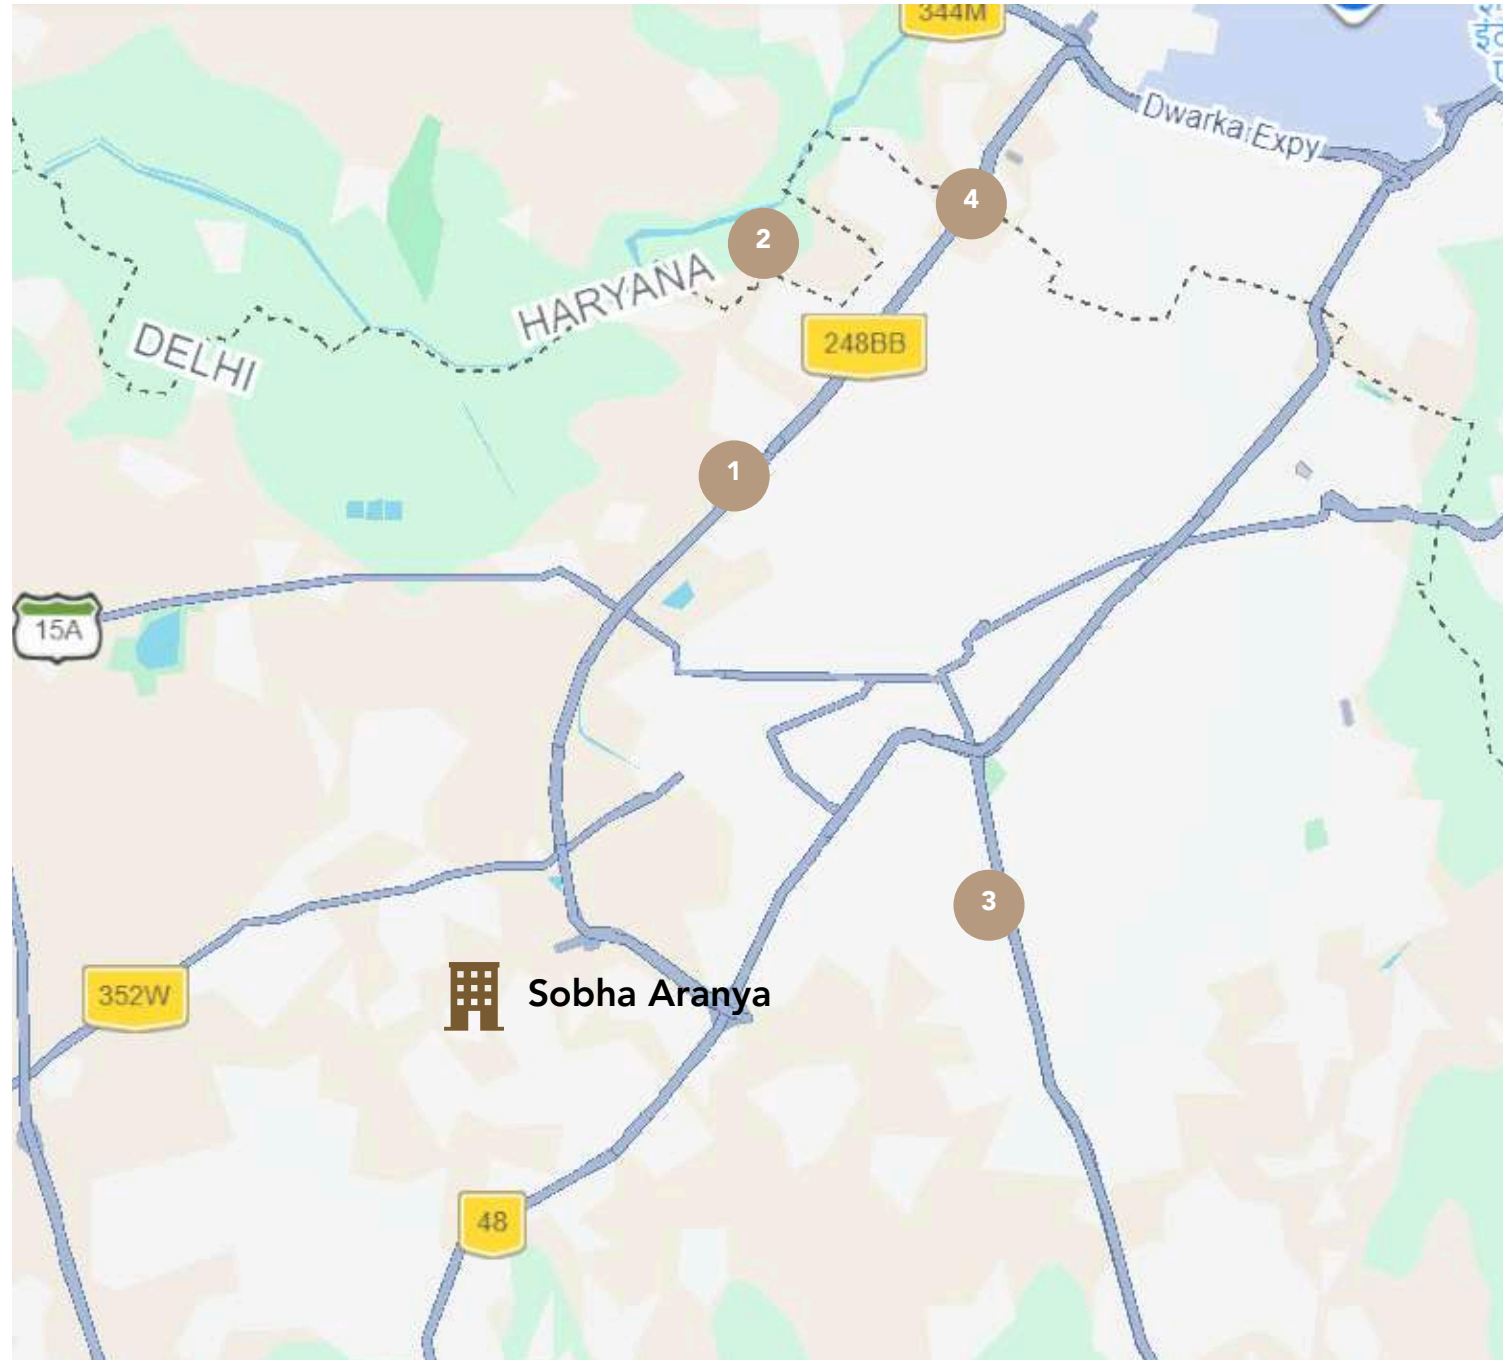 344M
Dwarka Expy
4
2
HARYANA
DELHI
248BB
1
15A
3
352W
Sobha Aranya
48